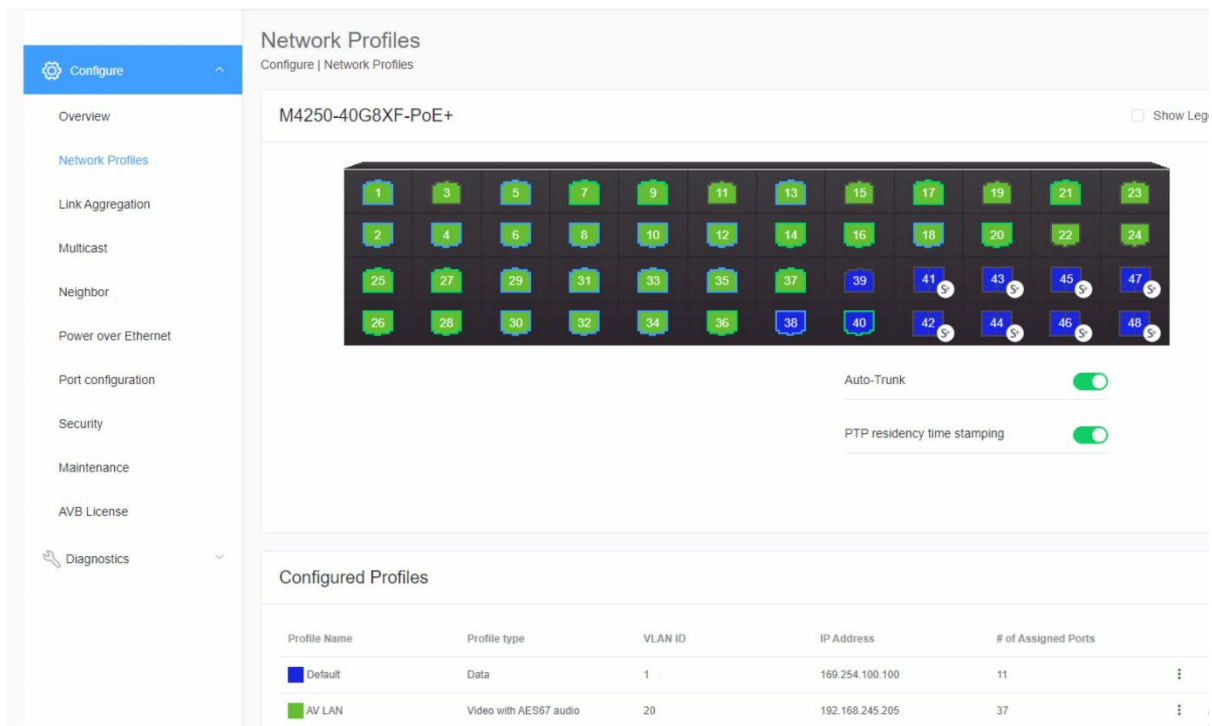 Network Profiles
Configure | Network Profiles
Configure
Overview
Network Profiles
Link Aggregation
Multicast
Neighbor
Power over Ethernet
Port configuration
Security
Maintenance
AVB License
Diagnostics
M4250-40G8XF-PoE+
Show Leg
1 3 5 7 9 11 13 15 17 19 21 23
2 4 6 8 10 12 14 16 18 20 22 24
25 27 29 31 33 35 37 39 41 S+ 43 S+ 45 S+ 47 S+
26 28 30 32 34 36 38 40 42 S+ 44 S+ 46 S+ 48 S+
Auto-Trunk
PTP residency time stamping
Configured Profiles
Profile Name Profile type VLAN ID IP Address # of Assigned Ports
Default Data 1 169.254.100.100 11
AV LAN Video with AES67 audio 20 192.168.245.205 37